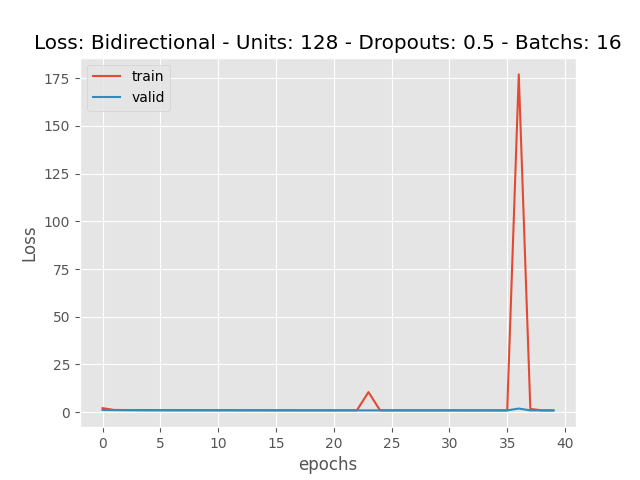 Loss: Bidirectional - Units: 128 - Dropouts: 0.5 - Batchs: 16
train
valid
175
150
125
100
75
50
25
0
Loss
0 5 10 15 20 25 30 35 40
epochs